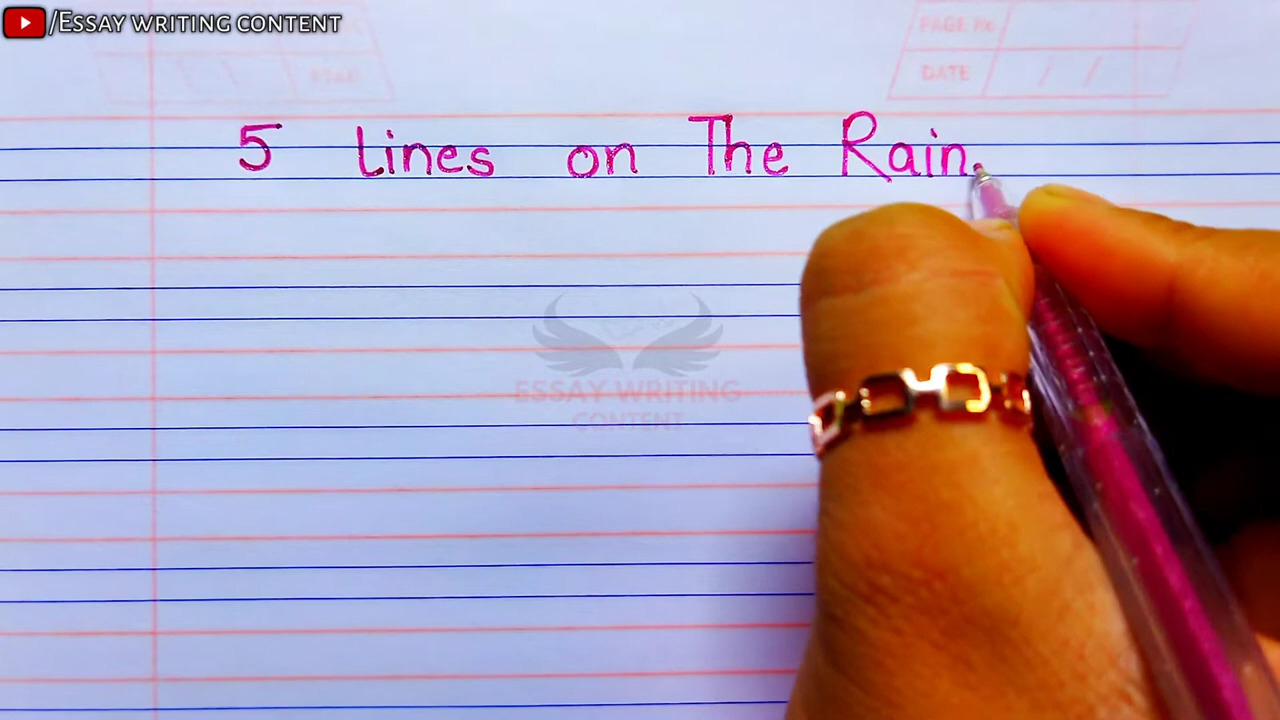 /Essay writing content
PAGE No.
DATE / /
5 Lines on The Rain.
ESSAY WRITING
CONTENT